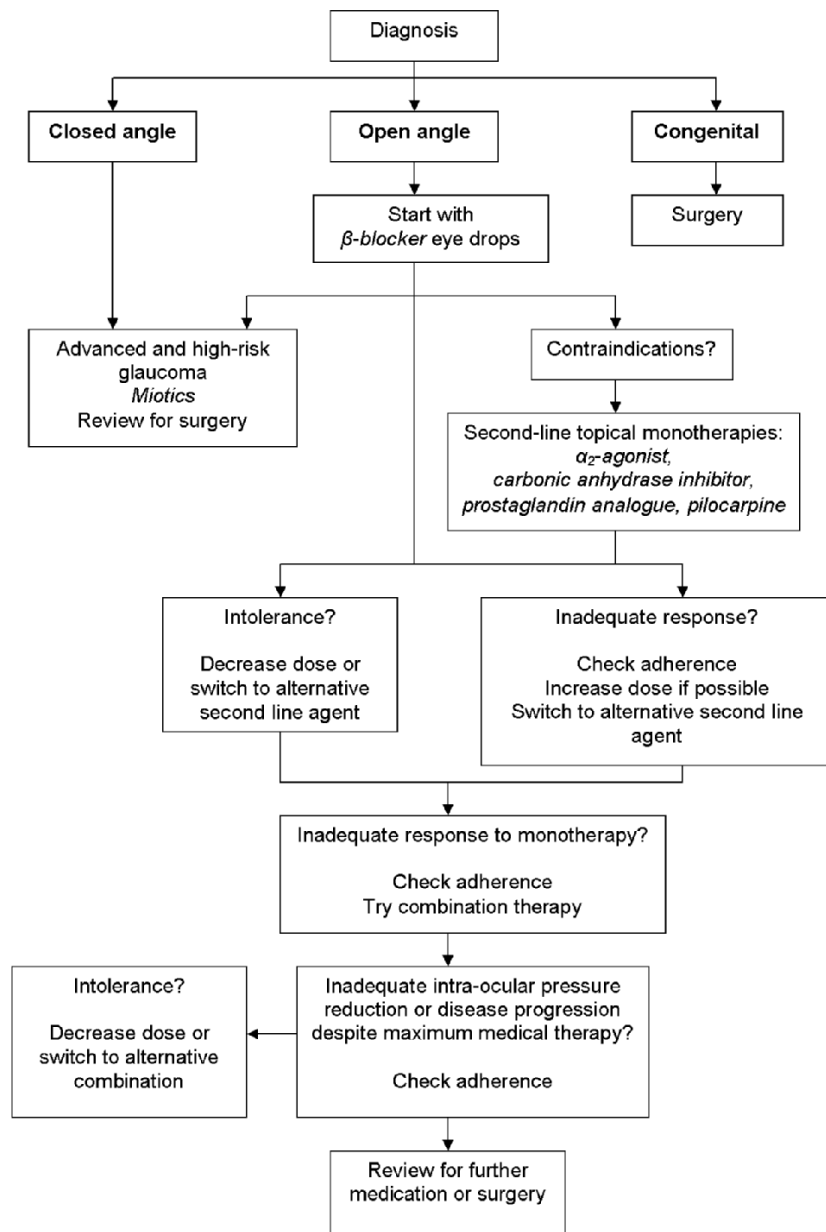 Diagnosis
Closed angle
Open angle
Congenital
Start with
β-blocker eye drops
Surgery
Advanced and high-risk
glaucoma
Miotics
Review for surgery
Contraindications?
Second-line topical monotherapies:
α₂-agonist,
carbonic anhydrase inhibitor,
prostaglandin analogue, pilocarpine
Intolerance?
Decrease dose or
switch to alternative
second line agent
Inadequate response?
Check adherence
Increase dose if possible
Switch to alternative second line
agent
Inadequate response to monotherapy?
Check adherence
Try combination therapy
Intolerance?
Decrease dose or
switch to alternative
combination
Inadequate intra-ocular pressure
reduction or disease progression
despite maximum medical therapy?
Check adherence
Review for further
medication or surgery